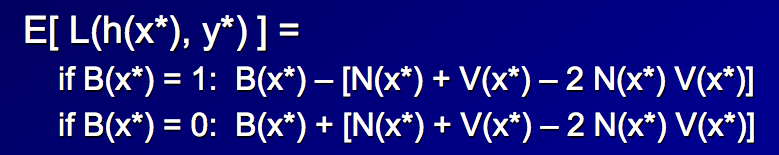 E[ L(h(x*), y*) ] =
if B(x*) = 1: B(x*) – [N(x*) + V(x*) – 2 N(x*) V(x*)]
if B(x*) = 0: B(x*) + [N(x*) + V(x*) – 2 N(x*) V(x*)]